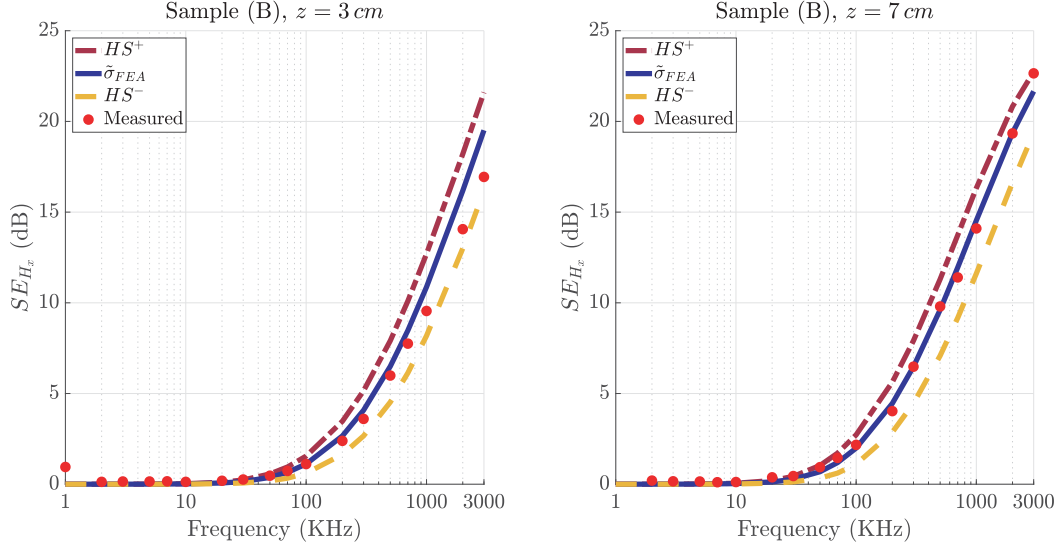 Sample (B), z = 3 cm
25
20
15
10
5
0
SE_{H_x} (dB)
HS⁺
σ̃_{FEA}
HS⁻
Measured
1 10 100 1000 3000
Frequency (KHz)
Sample (B), z = 7 cm
25
20
15
10
5
0
SE_{H_x} (dB)
HS⁺
σ̃_{FEA}
HS⁻
Measured
1 10 100 1000 3000
Frequency (KHz)